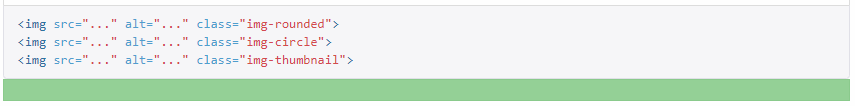 <img src="..." alt="..." class="img-rounded">
<img src="..." alt="..." class="img-circle">
<img src="..." alt="..." class="img-thumbnail">